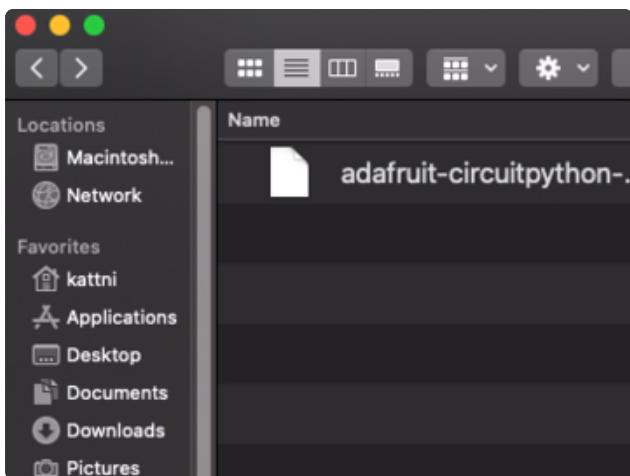 Locations
Macintosh...
Network
Favorites
kattni
Applications
Desktop
Documents
Downloads
Pictures
Name
adafruit-circuitpython-.